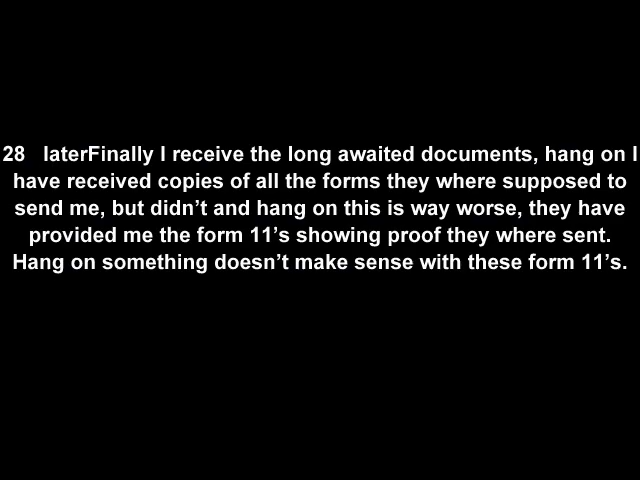 28   laterFinally I receive the long awaited documents, hang on I
have received copies of all the forms they where supposed to
send me, but didn’t and hang on this is way worse, they have
provided me the form 11’s showing proof they where sent.
Hang on something doesn’t make sense with these form 11’s.